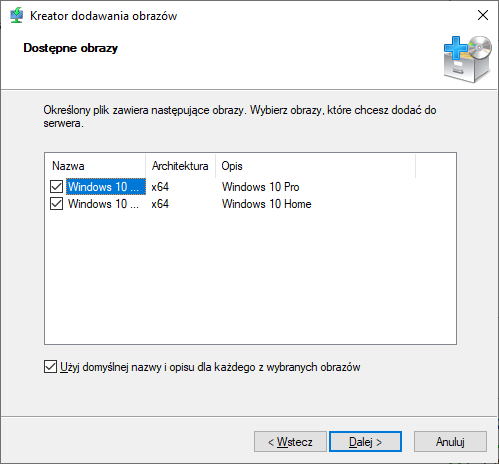 Kreator dodawania obrazów
Dostępne obrazy
Określony plik zawiera następujące obrazy. Wybierz obrazy, które chcesz dodać do
serwera.
Nazwa Architektura Opis
Windows 10 ... x64 Windows 10 Pro
Windows 10 ... x64 Windows 10 Home
Użyj domyślnej nazwy i opisu dla każdego z wybranych obrazów
< Wstecz Dalej > Anuluj